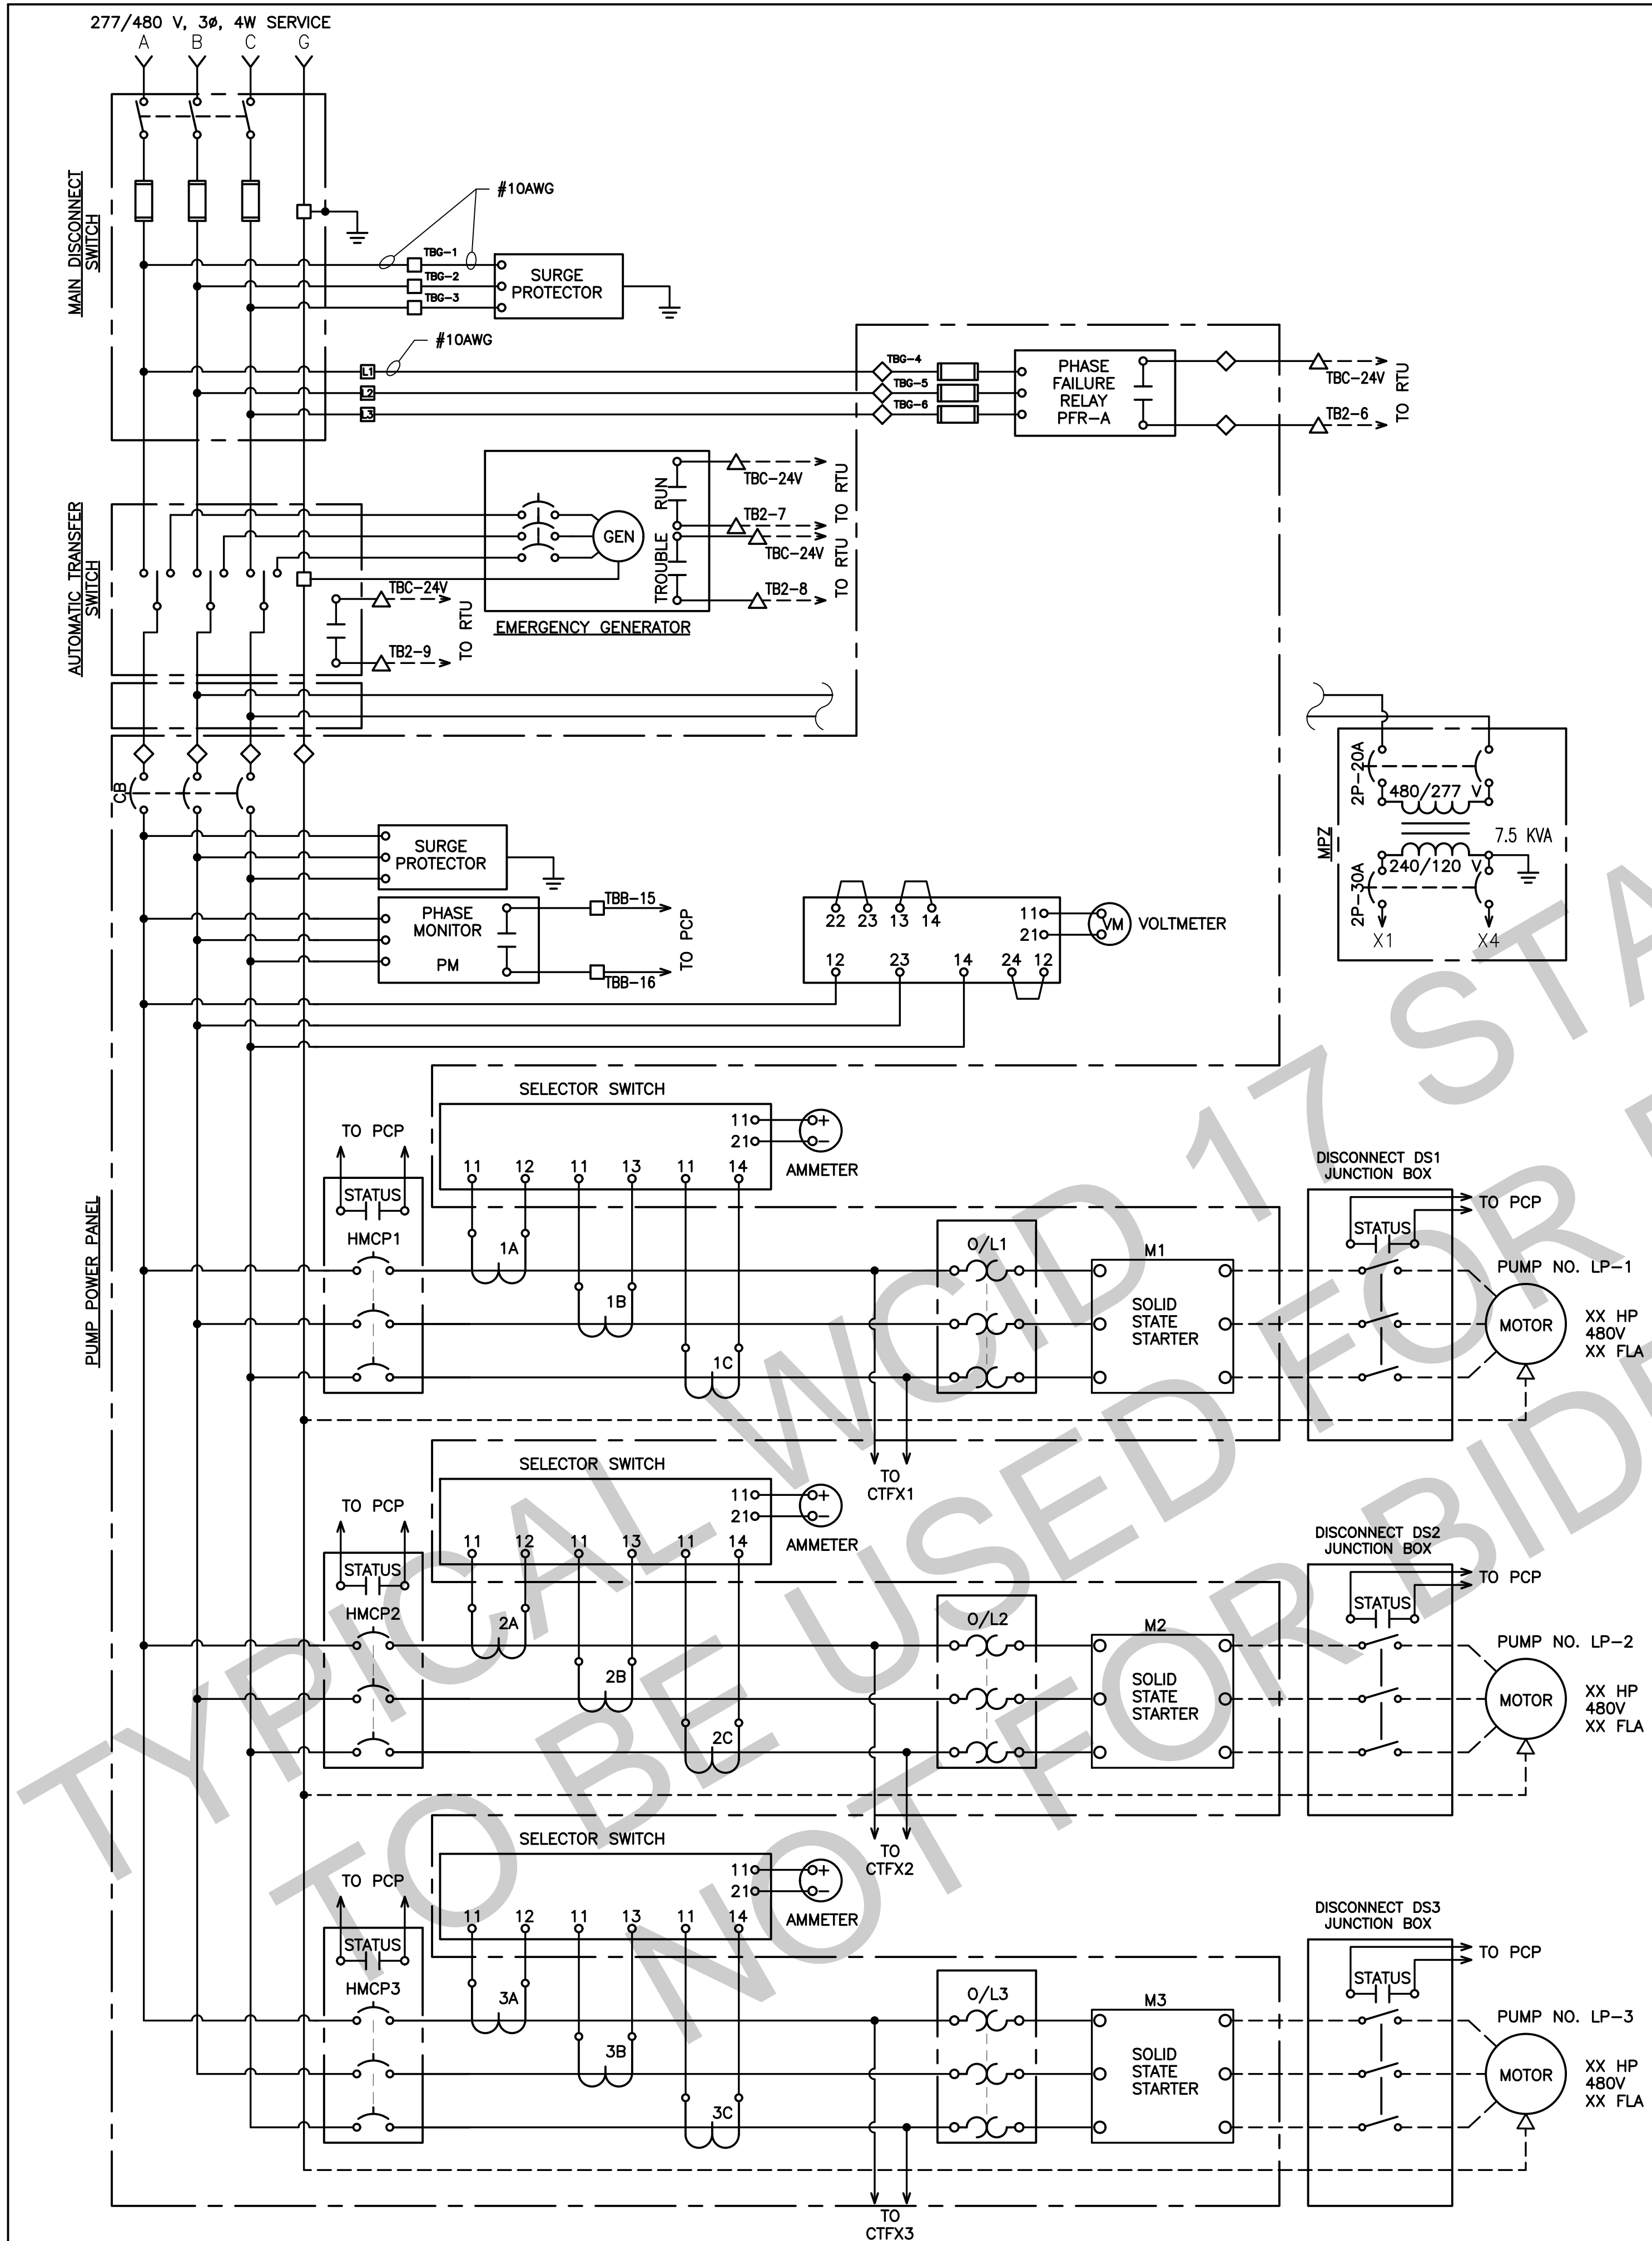 277/480 V, 3ø, 4W SERVICE
A B C G
MAIN DISCONNECT
SWITCH
#10AWG
TBG-1
TBG-2
TBG-3
SURGE
PROTECTOR
#10AWG
L1
L2
L3
TBG-4
TBG-5
TBG-6
PHASE
FAILURE
RELAY
PFR-A
TBC-24V
TB2-6
TO RTU
AUTOMATIC TRANSFER
SWITCH
GEN
RUN
TROUBLE
TBC-24V
TB2-7
TO RTU
TBC-24V
TB2-8
TO RTU
EMERGENCY GENERATOR
TBC-24V
TB2-9
TO RTU
CB
SURGE
PROTECTOR
PHASE
MONITOR
PM
TBB-15
TBB-16
TO PCP
22 23 13 14
11
21
12 23 14 24 12
VM
VOLTMETER
MPZ
2P-20A
480/277 V
7.5 KVA
240/120 V
2P-30A
X1 X4
PUMP POWER PANEL
SELECTOR SWITCH
11
21
+
-
AMMETER
11 12 11 13 11 14
TO PCP
STATUS
HMCP1
1A
1B
1C
O/L1
M1
SOLID
STATE
STARTER
TO
CTFX1
DISCONNECT DS1
JUNCTION BOX
STATUS
TO PCP
PUMP NO. LP-1
MOTOR
XX HP
480V
XX FLA
SELECTOR SWITCH
11
21
+
-
AMMETER
11 12 11 13 11 14
TO PCP
STATUS
HMCP2
2A
2B
2C
O/L2
M2
SOLID
STATE
STARTER
TO
CTFX2
DISCONNECT DS2
JUNCTION BOX
STATUS
TO PCP
PUMP NO. LP-2
MOTOR
XX HP
480V
XX FLA
SELECTOR SWITCH
11
21
+
-
AMMETER
11 12 11 13 11 14
TO PCP
STATUS
HMCP3
3A
3B
3C
O/L3
M3
SOLID
STATE
STARTER
TO
CTFX3
DISCONNECT DS3
JUNCTION BOX
STATUS
TO PCP
PUMP NO. LP-3
MOTOR
XX HP
480V
XX FLA
TYPICAL WCID 17 STA
TO BE USED FOR
NOT FOR BID